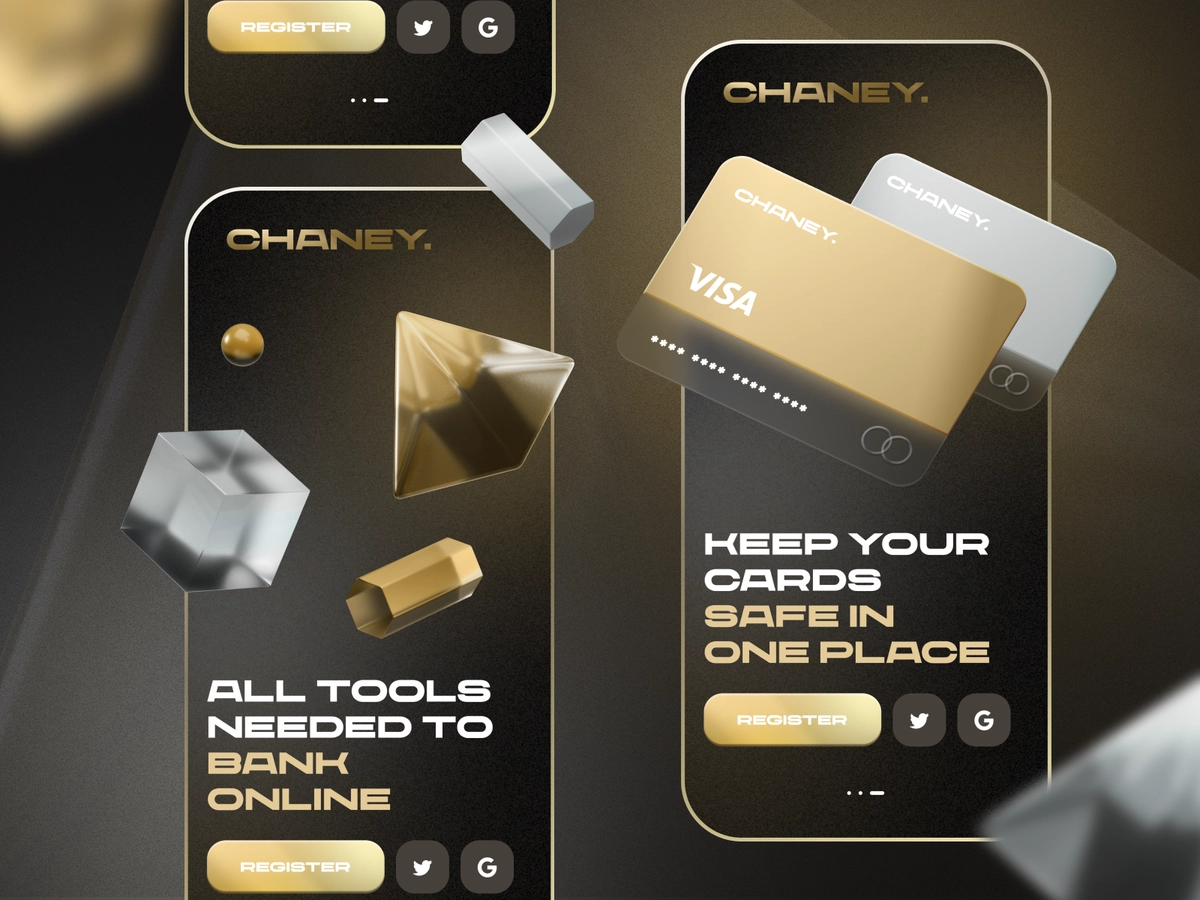 REGISTER
CHANEY.
ALL TOOLS
NEEDED TO
BANK
ONLINE
REGISTER
CHANEY.
CHANEY.
CHANEY.
VISA
**** **** **** ****
KEEP YOUR
CARDS
SAFE IN
ONE PLACE
REGISTER